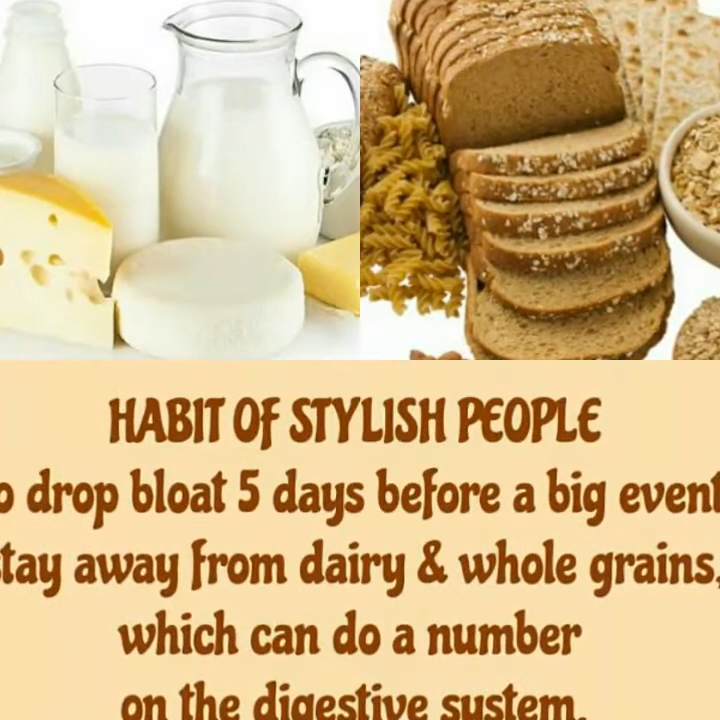 HABIT OF STYLISH PEOPLE
o drop bloat 5 days before a big event
tay away from dairy & whole grains,
which can do a number
on the digestive system.